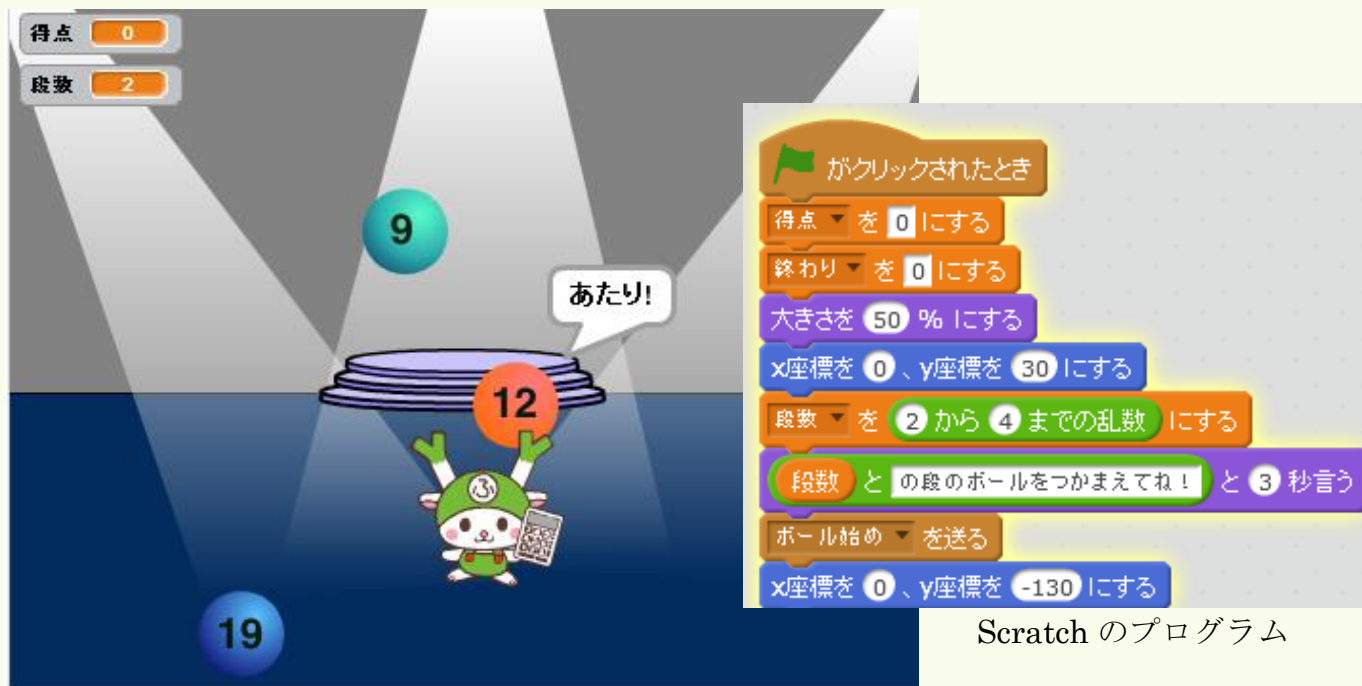 得点 0
段数 2
9
あたり!
12
ふ
19
がクリックされたとき
得点 を 0 にする
終わり を 0 にする
大きさを 50 % にする
x座標を 0 、y座標を 30 にする
段数 を 2 から 4 までの乱数 にする
段数 と の段のボールをつかまえてね! と 3 秒言う
ボール始め を送る
x座標を 0 、y座標を -130 にする
Scratch のプログラム